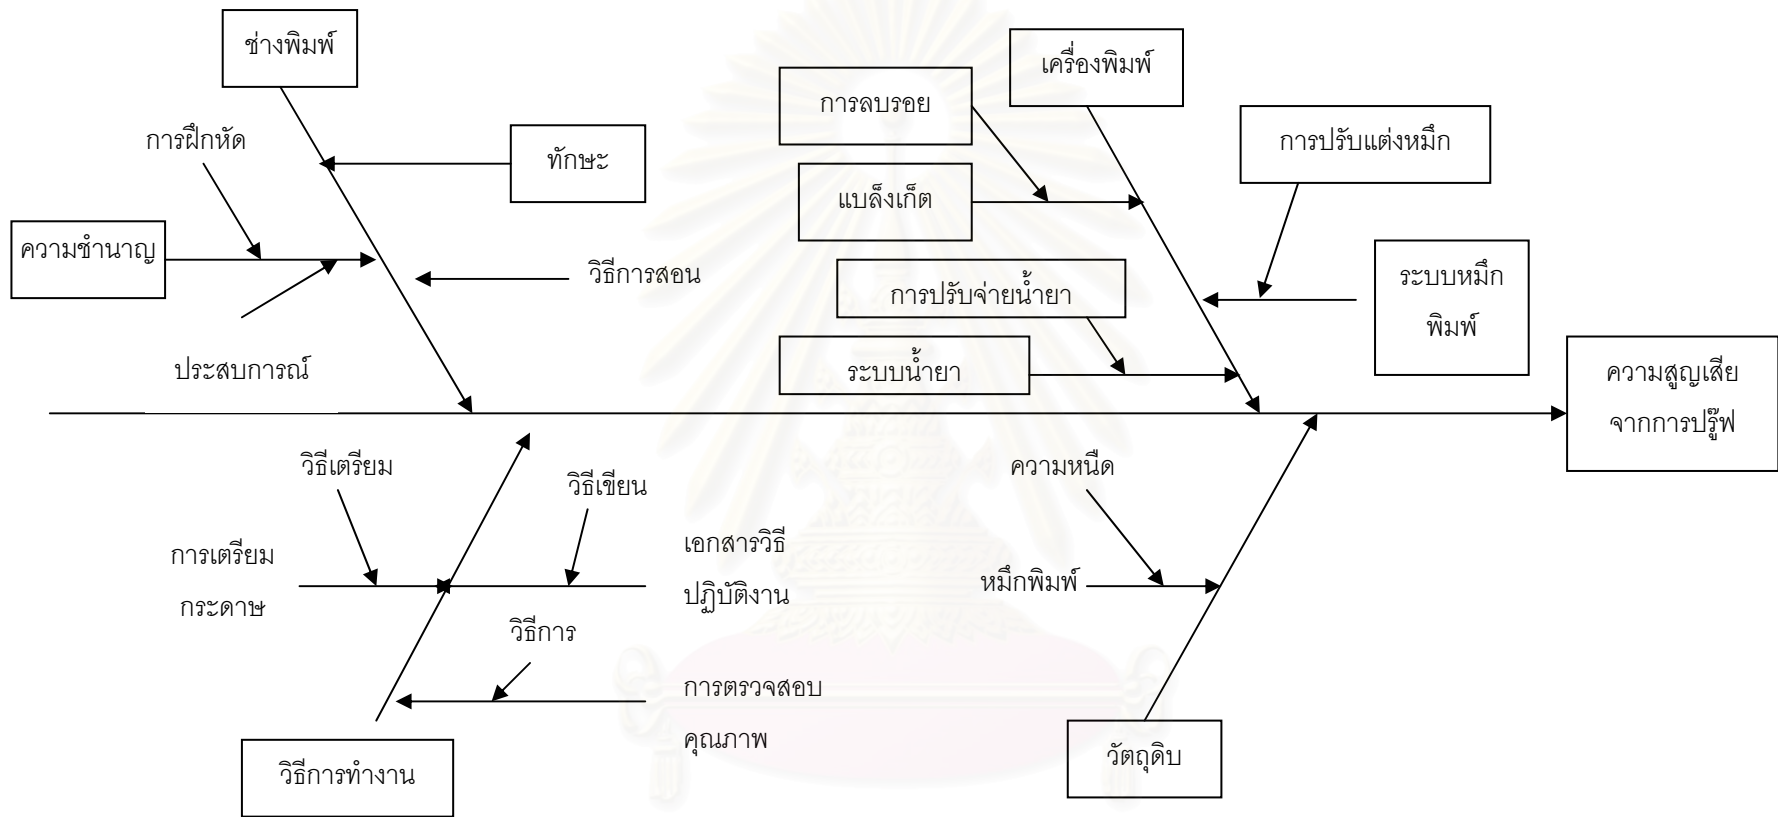 ช่างพิมพ์
เครื่องพิมพ์
การลบรอย
การฝึกหัด
ทักษะ
การปรับแต่งหมึก
แบล็งเก็ต
ความชำนาญ
วิธีการสอน
การปรับจ่ายน้ำยา
ระบบหมึก
พิมพ์
ประสบการณ์
ระบบน้ำยา
ความสูญเสีย
จากการปรู๊ฟ
วิธีเตรียม
วิธีเขียน
ความหนืด
การเตรียม
กระดาษ
เอกสารวิธี
ปฏิบัติงาน
หมึกพิมพ์
วิธีการ
การตรวจสอบ
คุณภาพ
วิธีการทำงาน
วัตถุดิบ